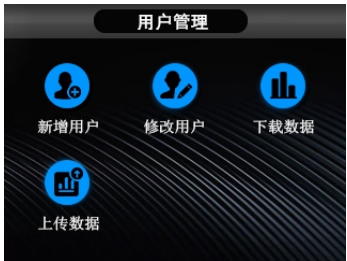 用户管理
新增用户
修改用户
下载数据
上传数据